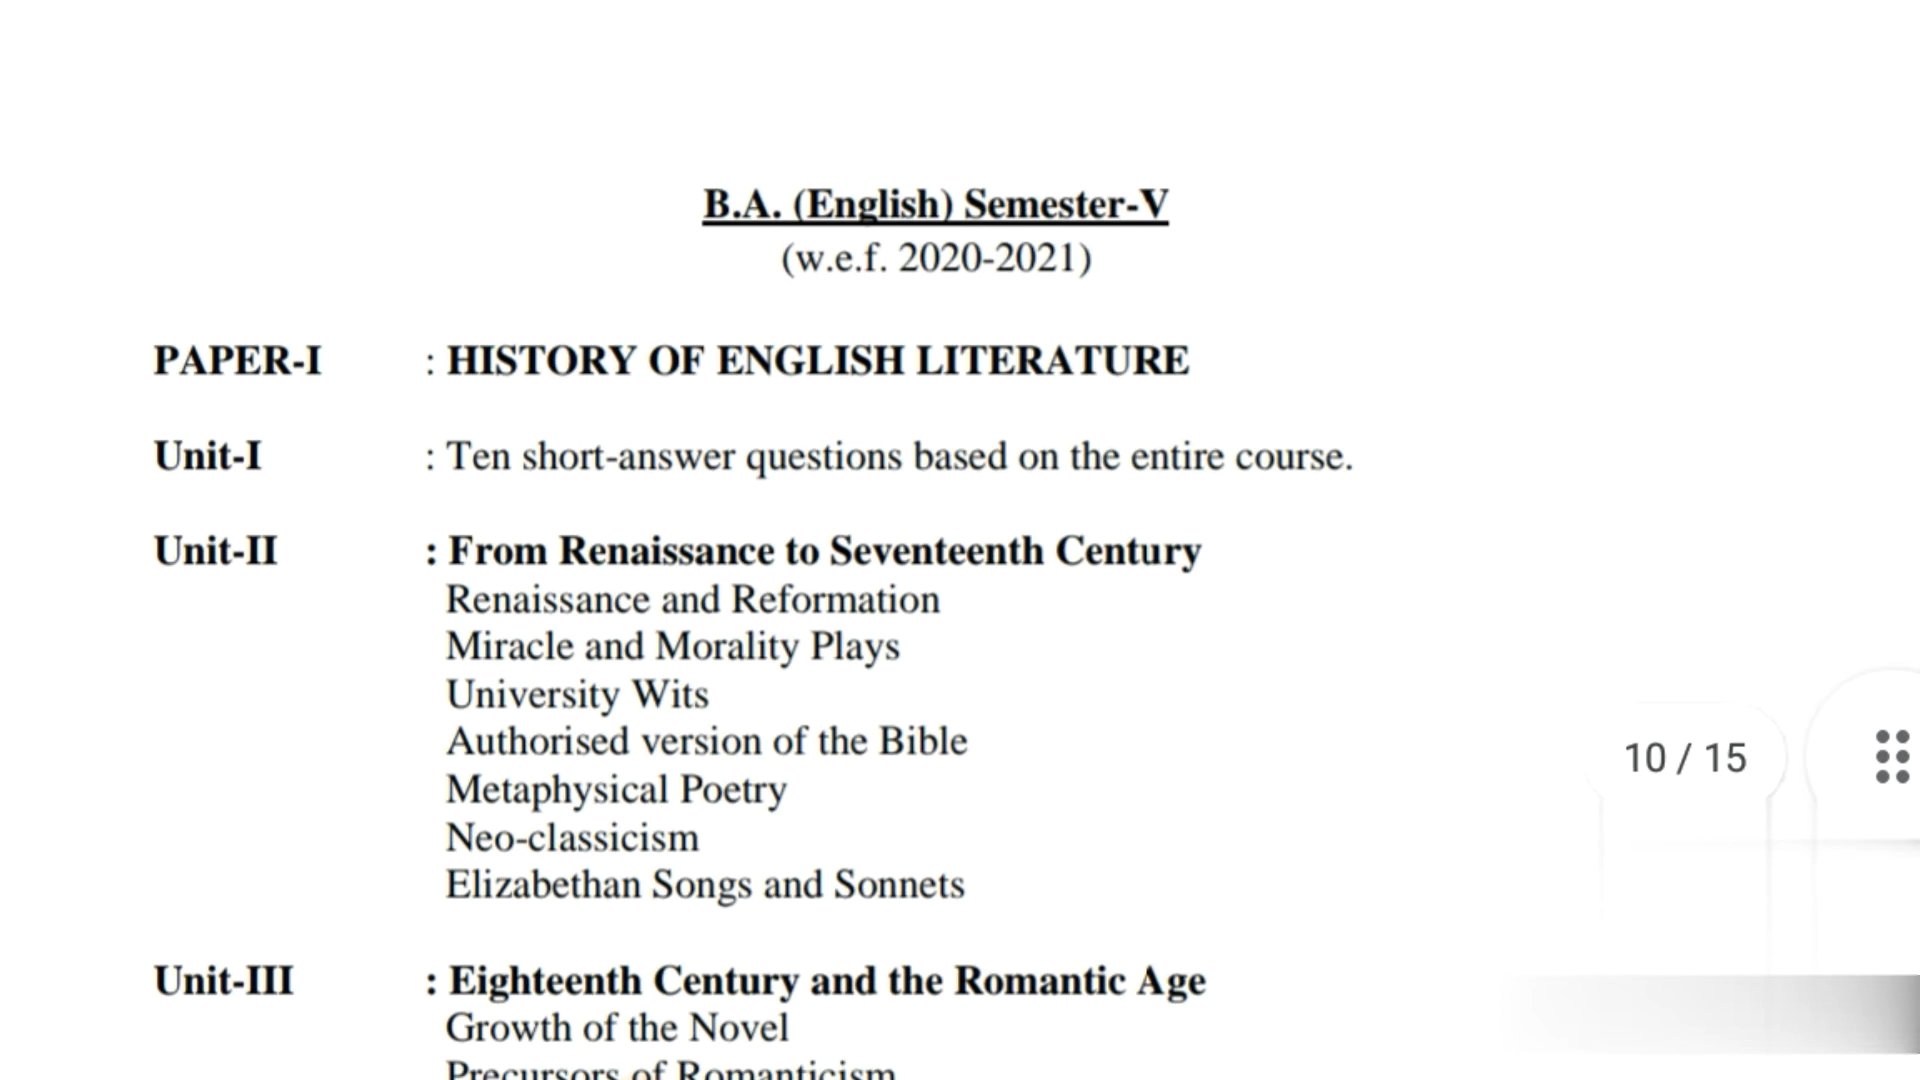 B.A. (English) Semester-V
(w.e.f. 2020-2021)
PAPER-I : HISTORY OF ENGLISH LITERATURE
Unit-I : Ten short-answer questions based on the entire course.
Unit-II : From Renaissance to Seventeenth Century
Renaissance and Reformation
Miracle and Morality Plays
University Wits
Authorised version of the Bible
Metaphysical Poetry
Neo-classicism
Elizabethan Songs and Sonnets
10 / 15
Unit-III : Eighteenth Century and the Romantic Age
Growth of the Novel
Precursors of Romanticism